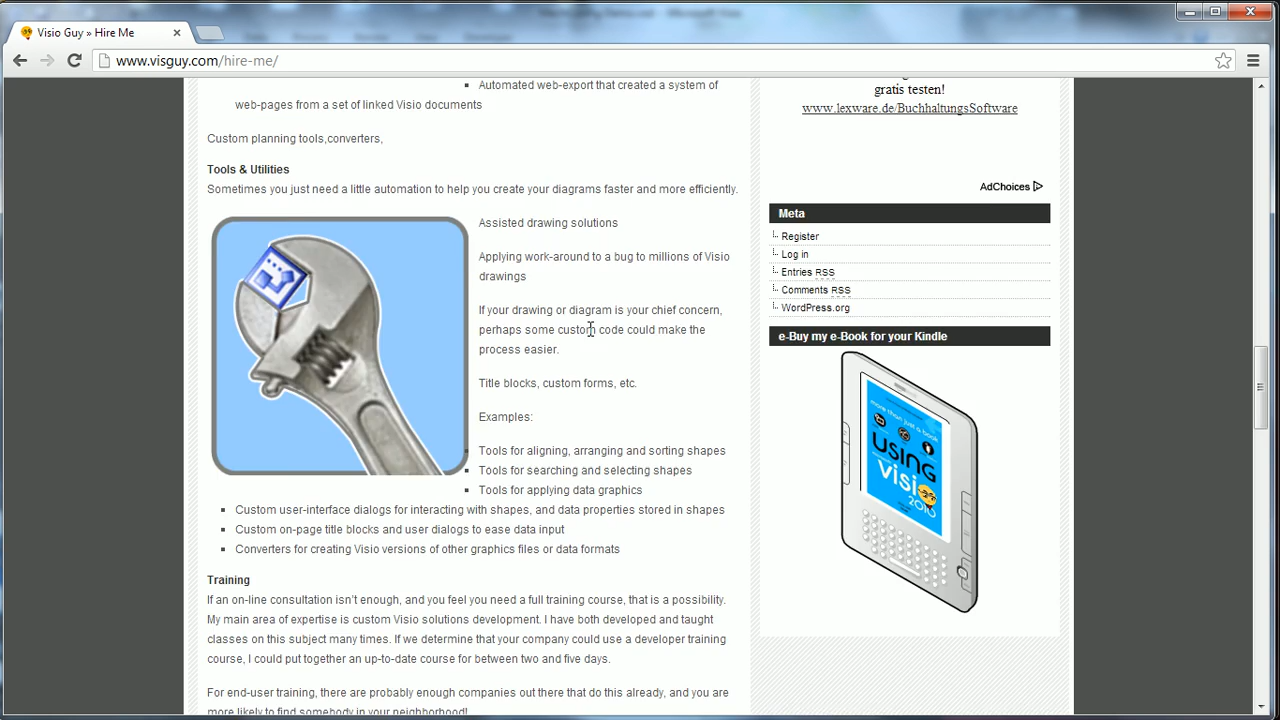 Visio Guy » Hire Me
www.visguy.com/hire-me/
Automated web-export that created a system of
web-pages from a set of linked Visio documents
Custom planning tools,converters,
Tools & Utilities
Sometimes you just need a little automation to help you create your diagrams faster and more efficiently.
Assisted drawing solutions
Applying work-around to a bug to millions of Visio
drawings
If your drawing or diagram is your chief concern,
perhaps some custom code could make the
process easier.
Title blocks, custom forms, etc.
Examples:
Tools for aligning, arranging and sorting shapes
Tools for searching and selecting shapes
Tools for applying data graphics
Custom user-interface dialogs for interacting with shapes, and data properties stored in shapes
Custom on-page title blocks and user dialogs to ease data input
Converters for creating Visio versions of other graphics files or data formats
Training
If an on-line consultation isn't enough, and you feel you need a full training course, that is a possibility.
My main area of expertise is custom Visio solutions development. I have both developed and taught
classes on this subject many times. If we determine that your company could use a developer training
course, I could put together an up-to-date course for between two and five days.
For end-user training, there are probably enough companies out there that do this already, and you are
more likely to find somebody in your neighborhood!
gratis testen!
www.lexware.de/BuchhaltungsSoftware
AdChoices
Meta
Register
Log in
Entries RSS
Comments RSS
WordPress.org
e-Buy my e-Book for your Kindle
more than just a book
USING
visio
2010